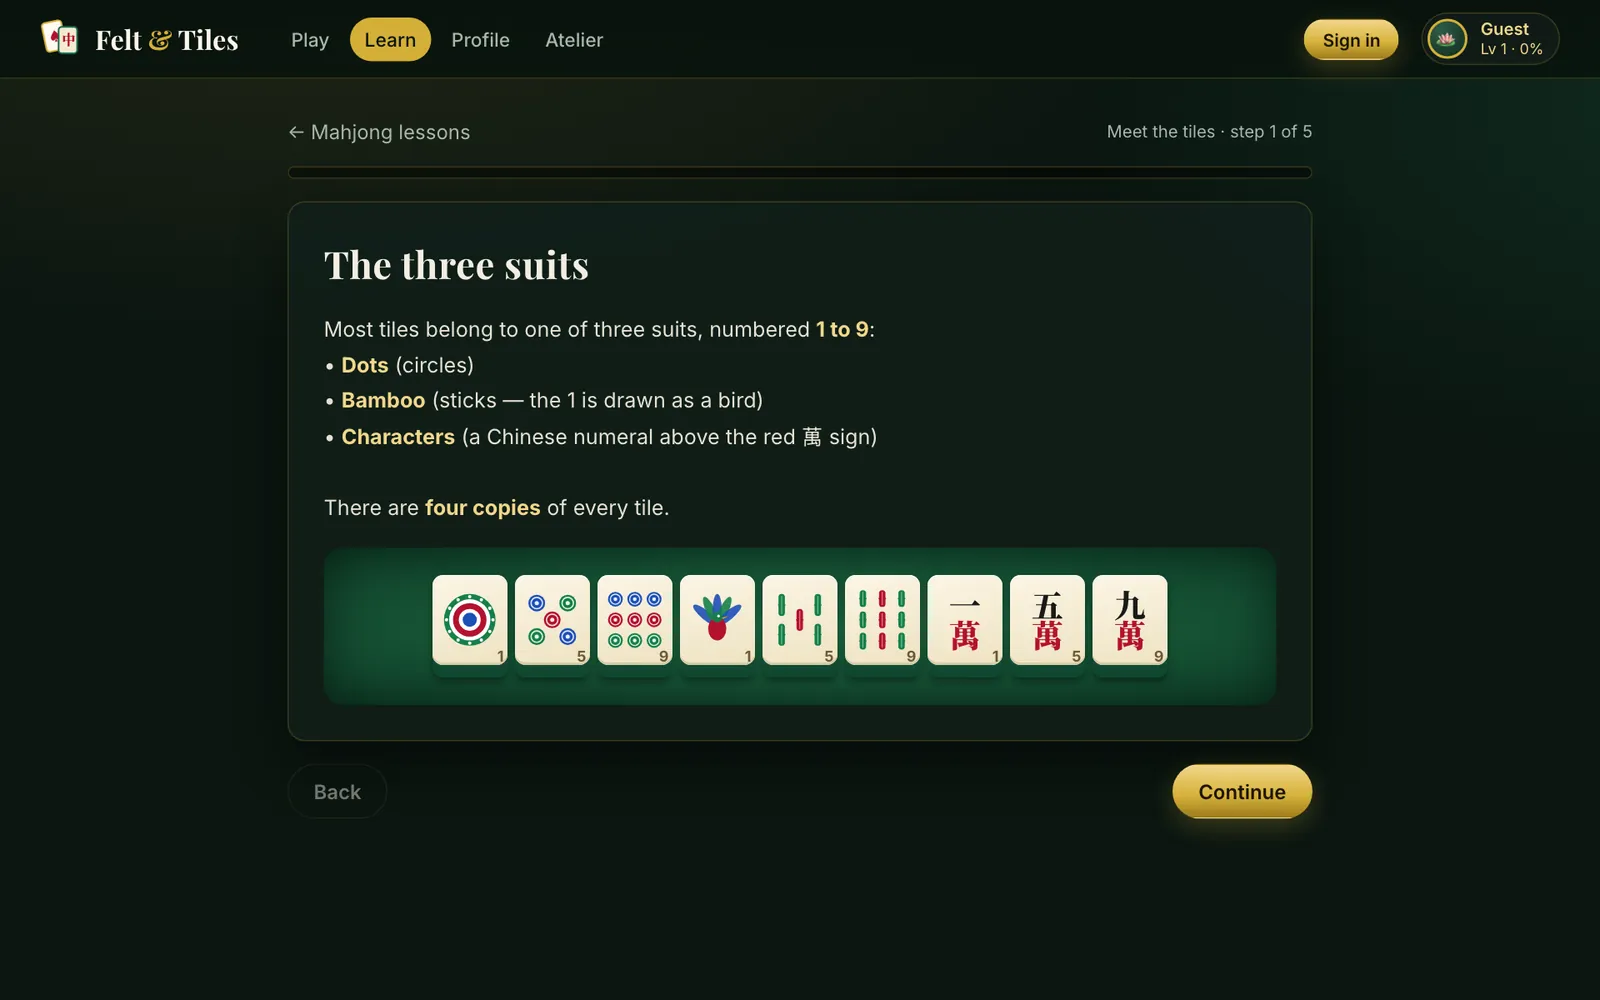 中
Felt & Tiles
Play
Learn
Profile
Atelier
Sign in
Guest
Lv 1 · 0%
← Mahjong lessons
Meet the tiles · step 1 of 5
The three suits
Most tiles belong to one of three suits, numbered 1 to 9:
• Dots (circles)
• Bamboo (sticks — the 1 is drawn as a bird)
• Characters (a Chinese numeral above the red 萬 sign)
There are four copies of every tile.
1
5
9
1
5
9
一
萬
1
五
萬
5
九
萬
9
Back
Continue